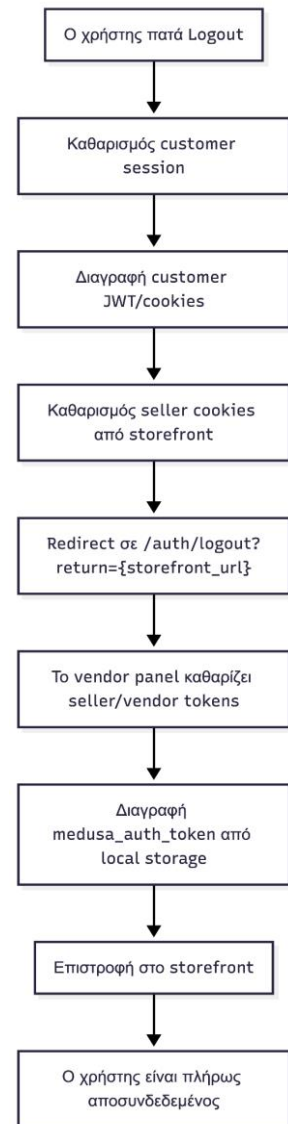 Ο χρήστης πατά Logout
Καθαρισμός customer
session
Διαγραφή customer
JWT/cookies
Καθαρισμός seller cookies
από storefront
Redirect σε /auth/logout?
return={storefront_url}
Το vendor panel καθαρίζει
seller/vendor tokens
Διαγραφή
medusa_auth_token από
local storage
Επιστροφή στο storefront
Ο χρήστης είναι πλήρως
αποσυνδεδεμένος